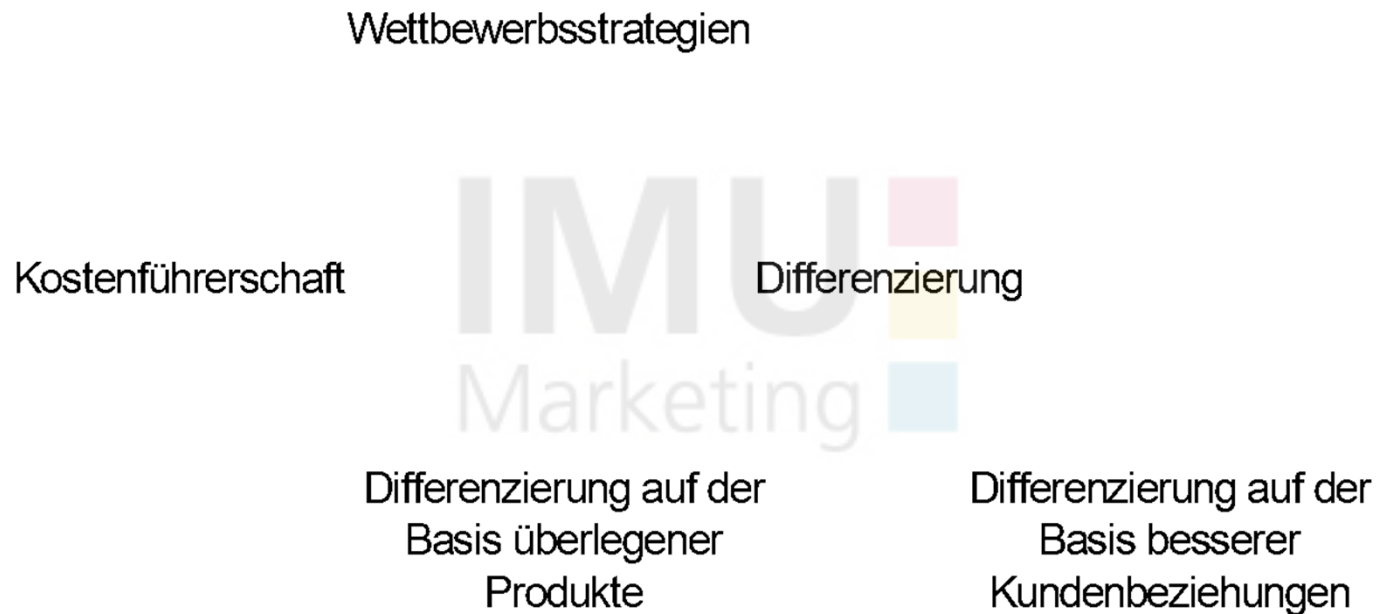 Wettbewerbsstrategien
IMU
Marketing
Kostenführerschaft
Differenzierung
Differenzierung auf der
Basis überlegener
Produkte
Differenzierung auf der
Basis besserer
Kundenbeziehungen